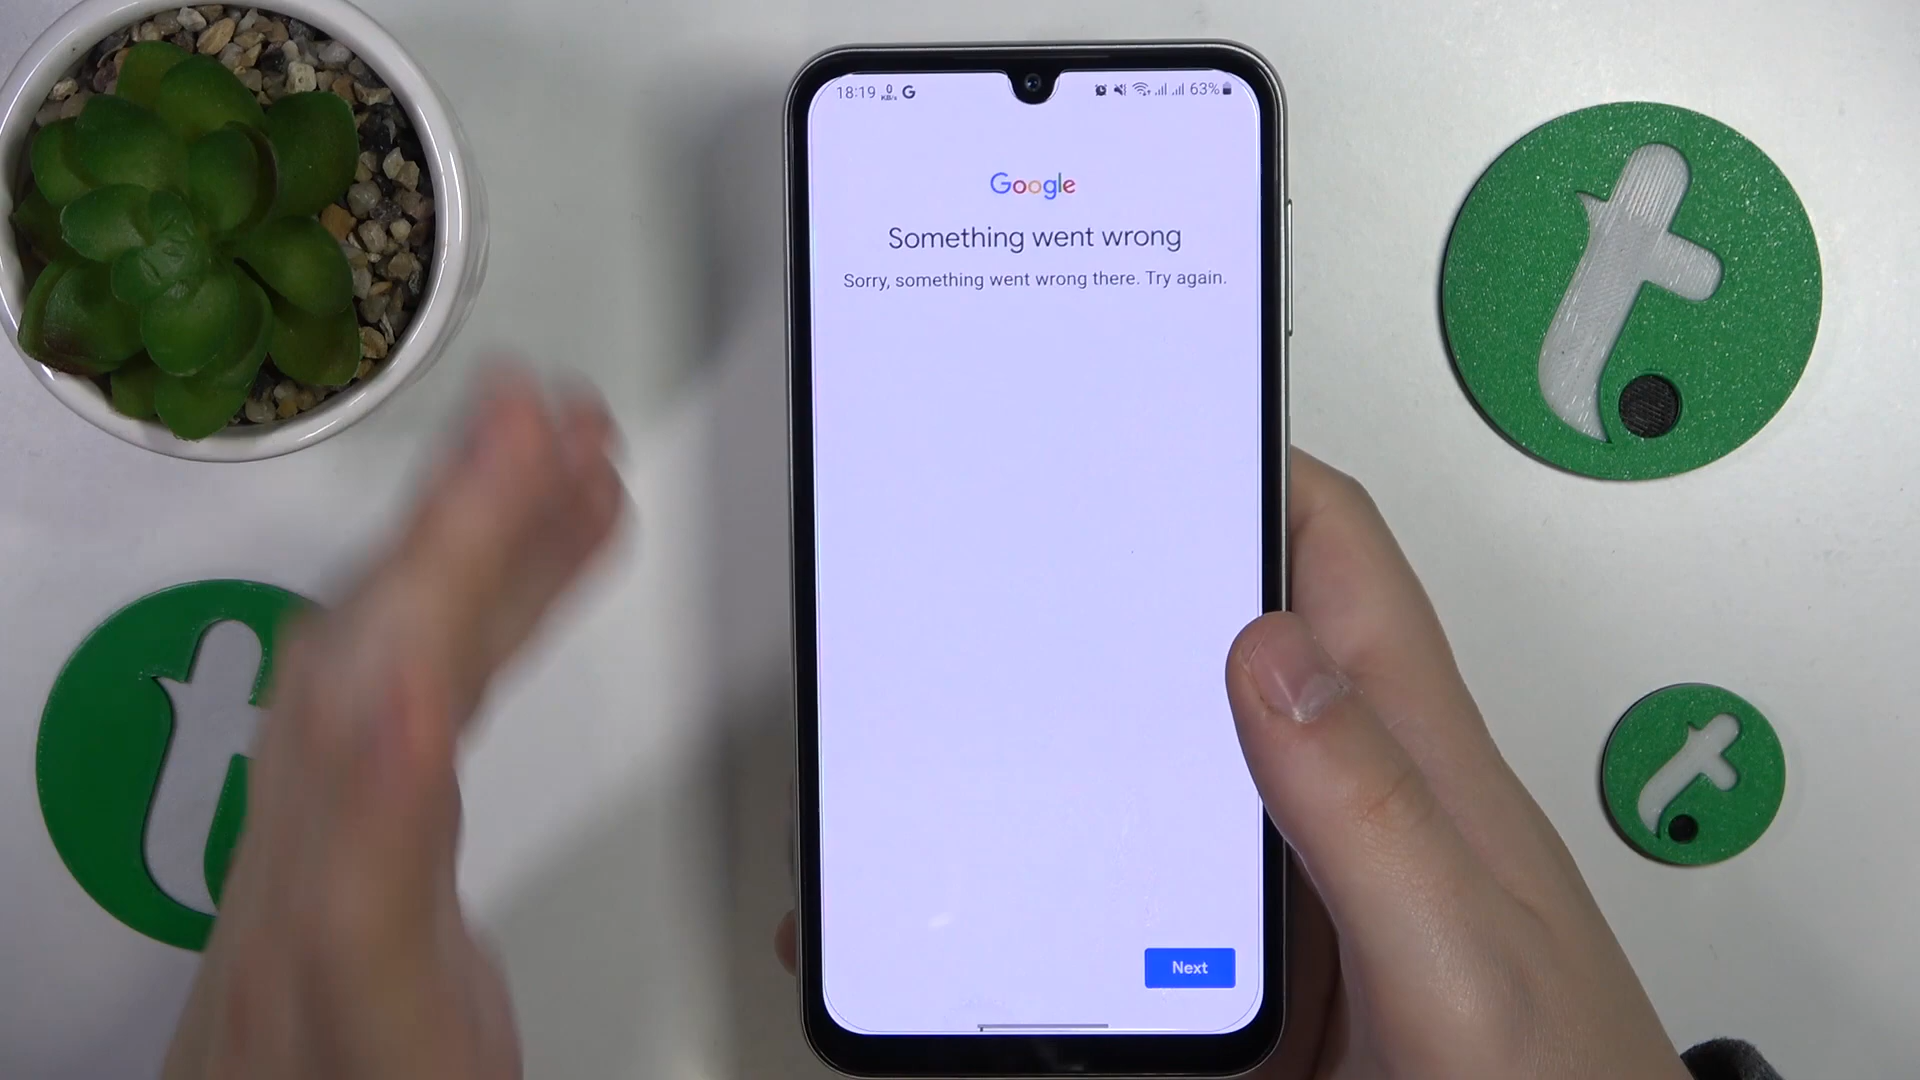 18:19 0 KB/s G 63%
Google
Something went wrong
Sorry, something went wrong there. Try again.
Next